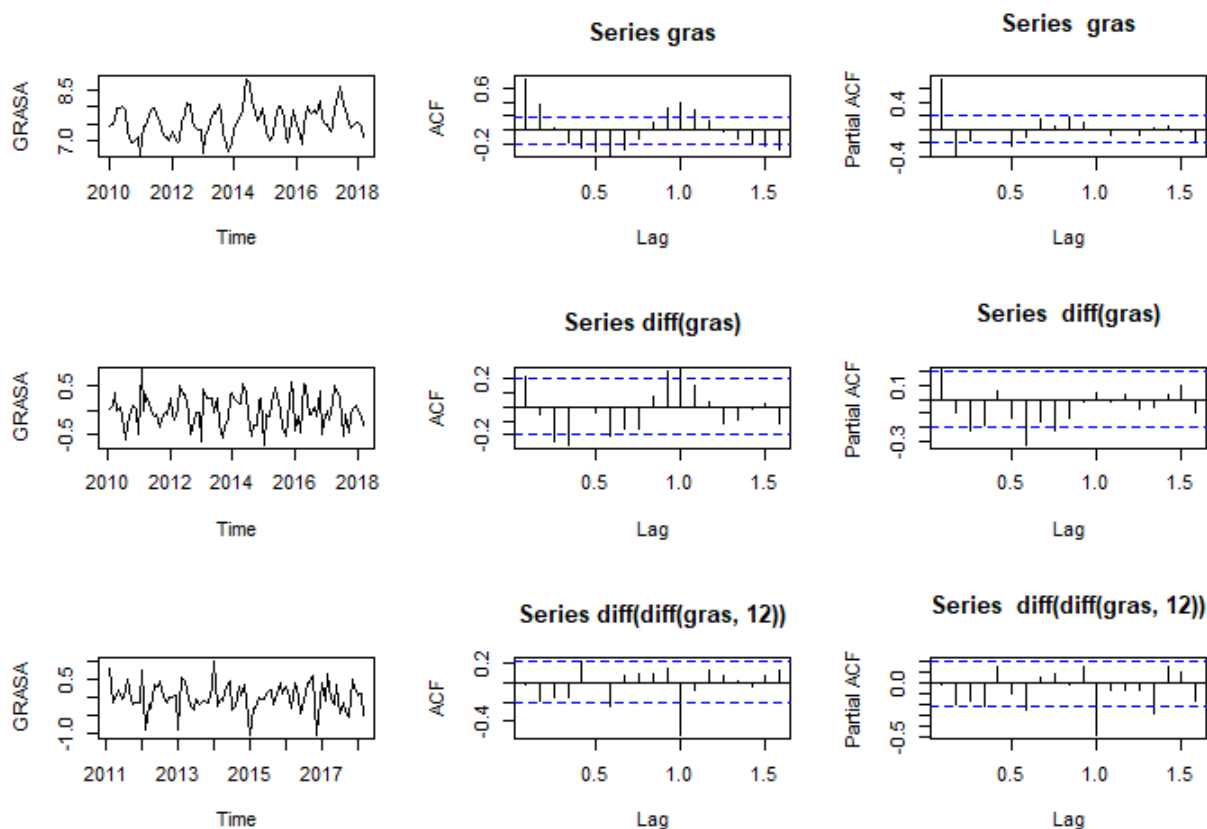 Series gras
Series  gras
GRASA
7.0 8.5
2010 2012 2014 2016 2018
Time
ACF
-0.2 0.6
0.5 1.0 1.5
Lag
Partial ACF
-0.4 0.4
0.5 1.0 1.5
Lag
Series diff(gras)
Series  diff(gras)
GRASA
-0.5 0.5
2010 2012 2014 2016 2018
Time
ACF
-0.2 0.2
0.5 1.0 1.5
Lag
Partial ACF
-0.3 0.1
0.5 1.0 1.5
Lag
Series diff(diff(gras, 12))
Series  diff(diff(gras, 12))
GRASA
-1.0 0.5
2011 2013 2015 2017
Time
ACF
-0.4 0.2
0.5 1.0 1.5
Lag
Partial ACF
-0.5 0.0
0.5 1.0 1.5
Lag